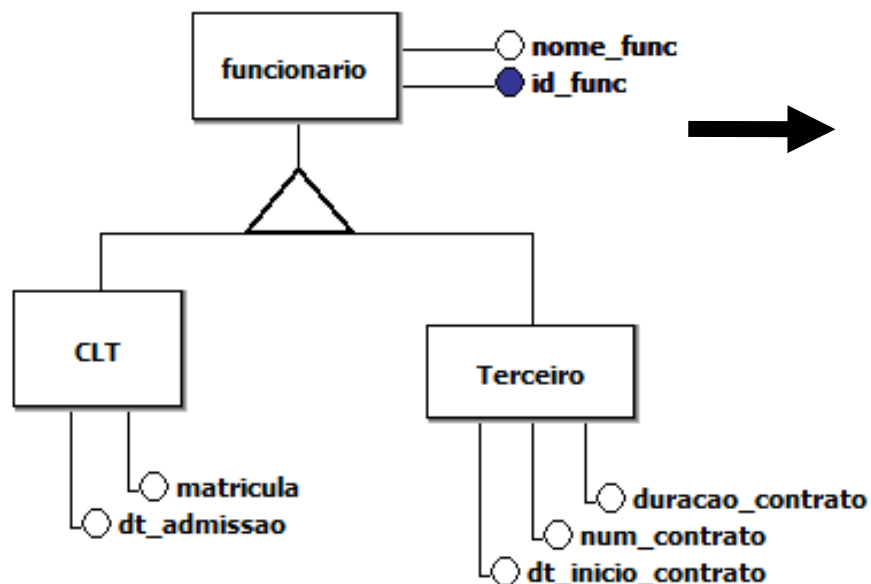 funcionario
nome_func
id_func
CLT
Terceiro
matricula
dt_admissao
duracao_contrato
num_contrato
dt_inicio_contrato